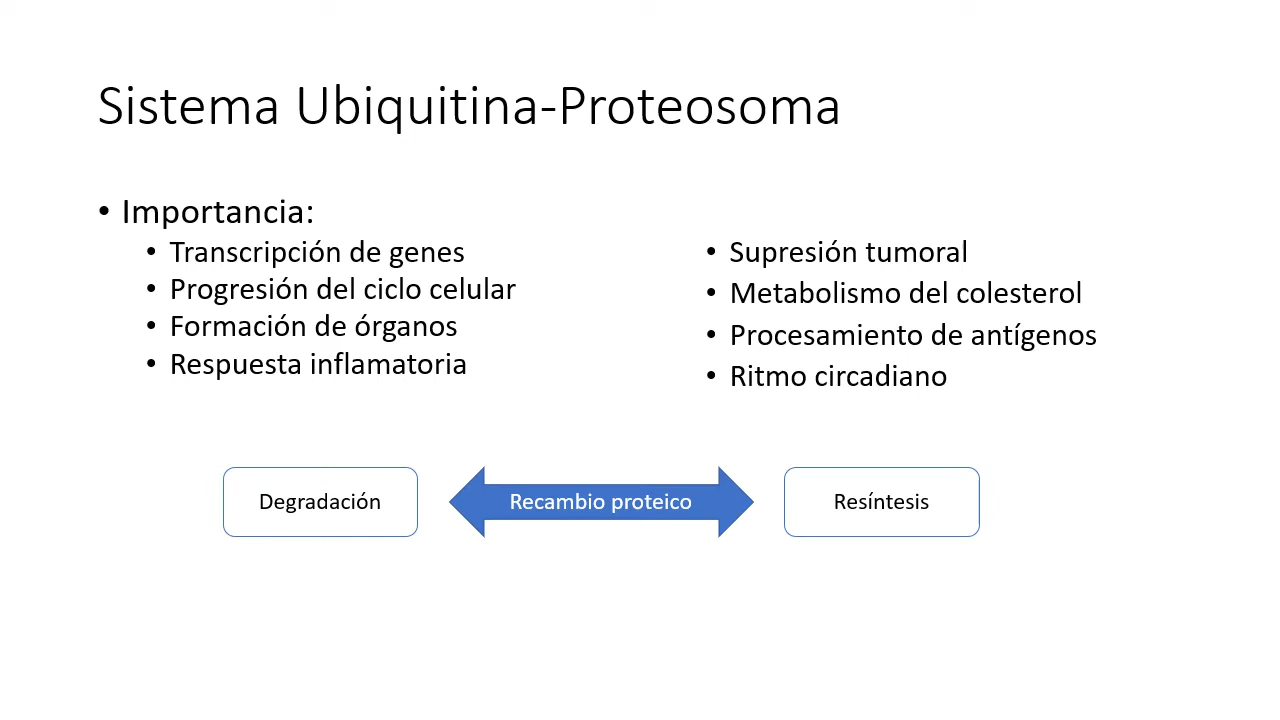 Sistema Ubiquitina-Proteosoma
• Importancia:
• Transcripción de genes
• Progresión del ciclo celular
• Formación de órganos
• Respuesta inflamatoria
• Supresión tumoral
• Metabolismo del colesterol
• Procesamiento de antígenos
• Ritmo circadiano
Degradación
Recambio proteico
Resíntesis